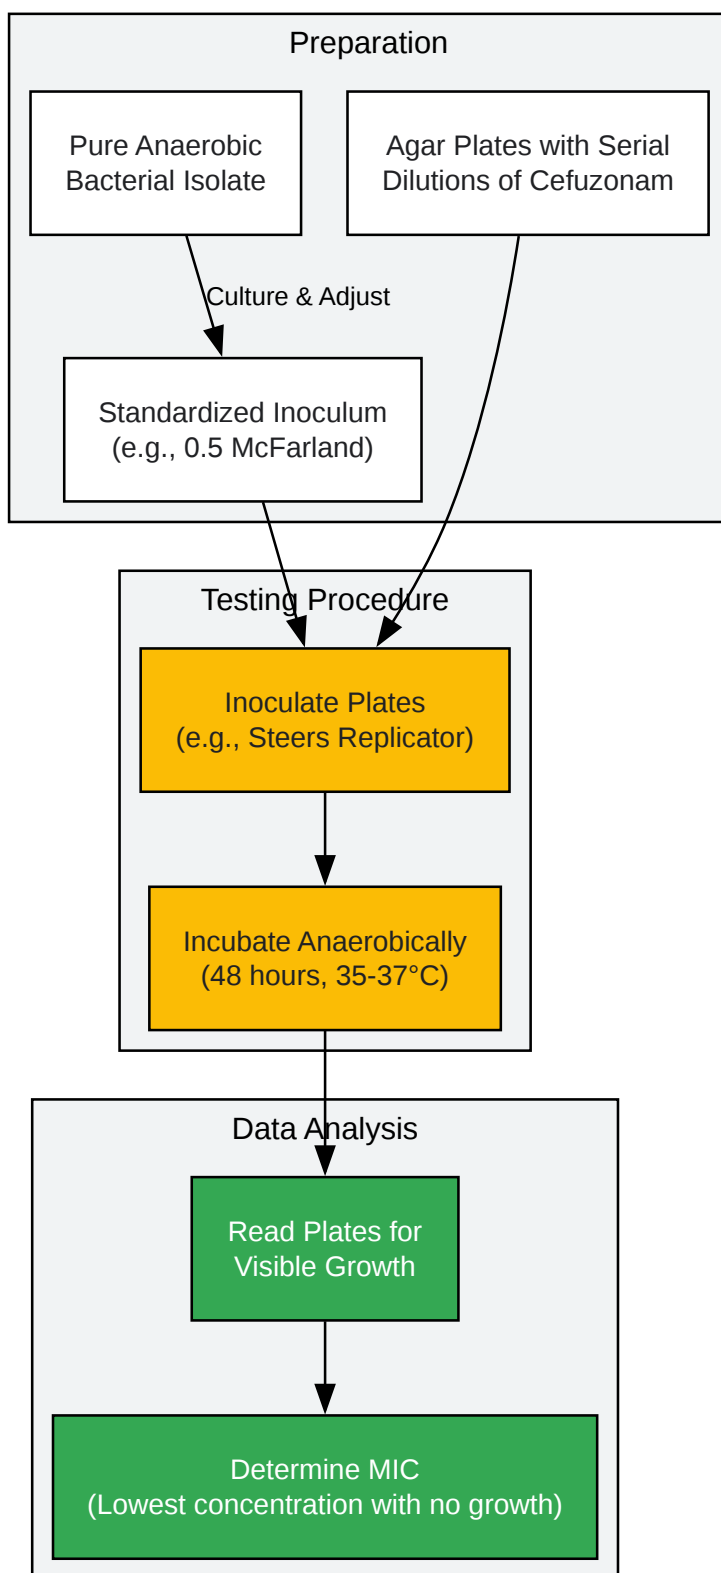 Preparation
Pure Anaerobic
Bacterial Isolate
Agar Plates with Serial
Dilutions of Cefuzonam
Culture & Adjust
Standardized Inoculum
(e.g., 0.5 McFarland)
Testing Procedure
Inoculate Plates
(e.g., Steers Replicator)
Incubate Anaerobically
(48 hours, 35-37°C)
Data Analysis
Read Plates for
Visible Growth
Determine MIC
(Lowest concentration with no growth)